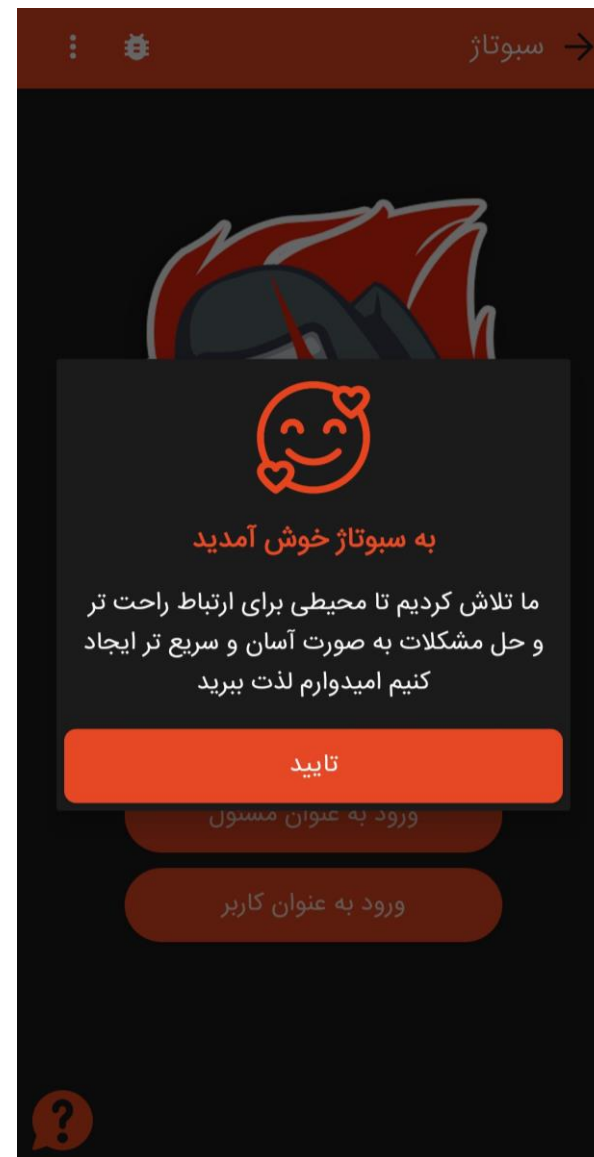 سبوتاژ
به سبوتاژ خوش آمدید
ما تلاش کردیم تا محیطی برای ارتباط راحت تر
و حل مشکلات به صورت آسان و سریع تر ایجاد
کنیم امیدوارم لذت ببرید
تایید
ورود به عنوان مسئول
ورود به عنوان کاربر